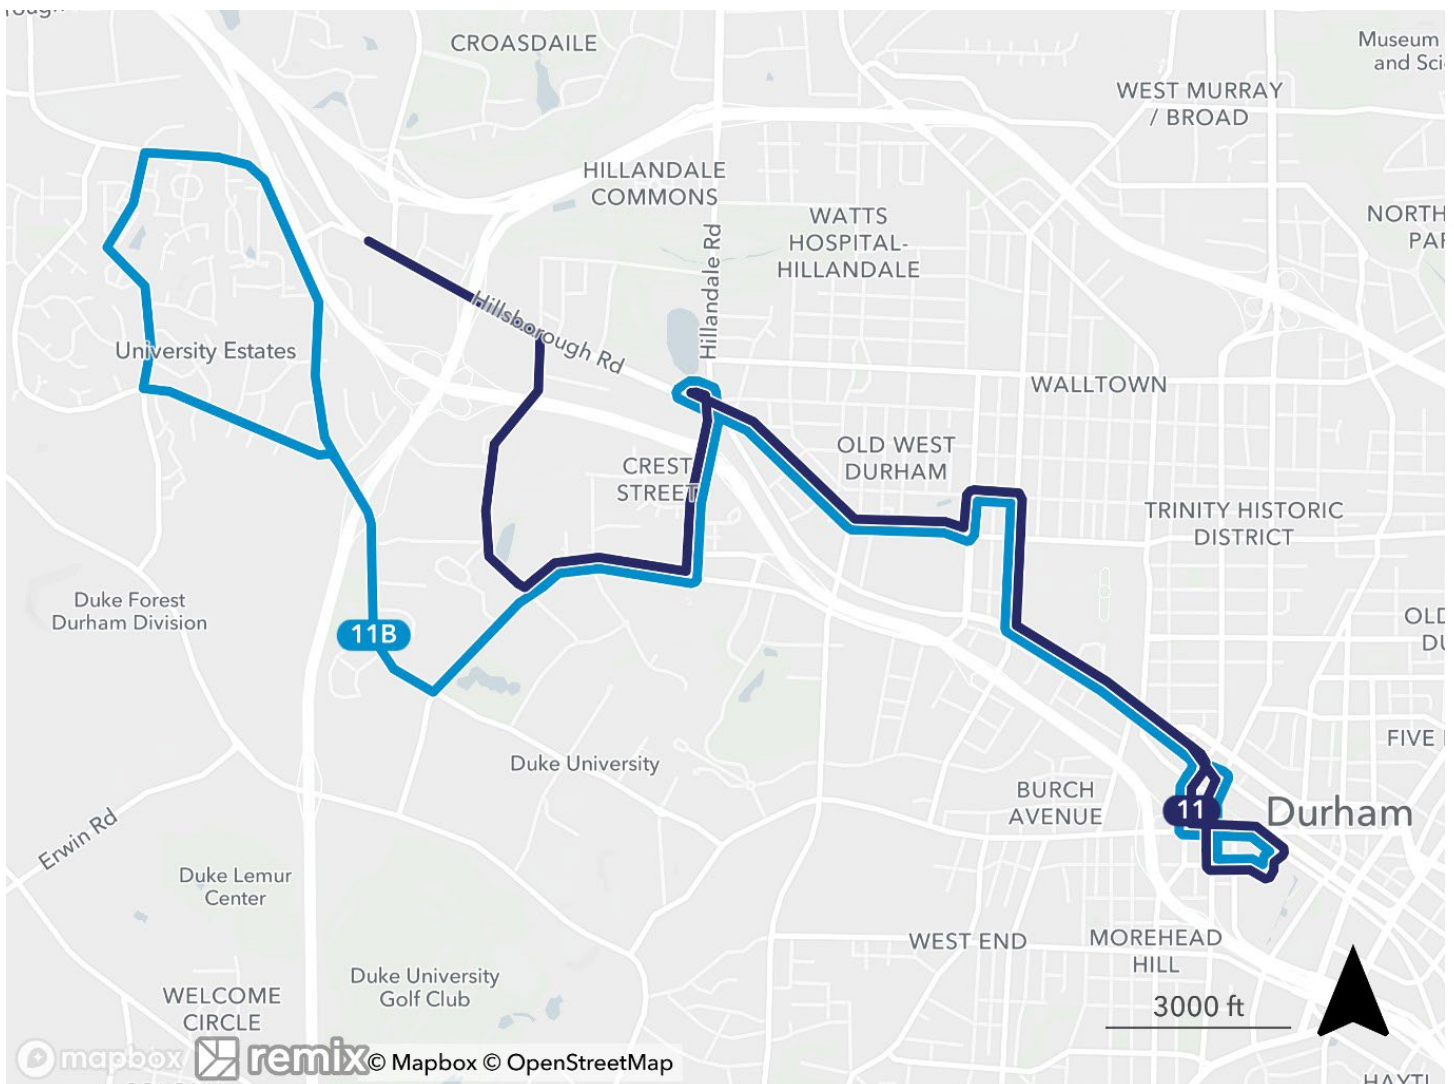 CROASDAILE
Museum
and Sci
WEST MURRAY
/ BROAD
HILLANDALE
COMMONS
WATTS
HOSPITAL-
HILLANDALE
NORTH
Hillandale Rd
Hillsborough Rd
University Estates
WALLTOWN
OLD WEST
DURHAM
CREST
STREET
TRINITY HISTORIC
DISTRICT
Duke Forest
Durham Division
11B
OLD
Duke University
FIVE
BURCH
AVENUE
11
Durham
Erwin Rd
Duke Lemur
Center
WEST END
MOREHEAD
HILL
Duke University
Golf Club
WELCOME
CIRCLE
3000 ft
mapbox
remix
© Mapbox © OpenStreetMap
HAYTI